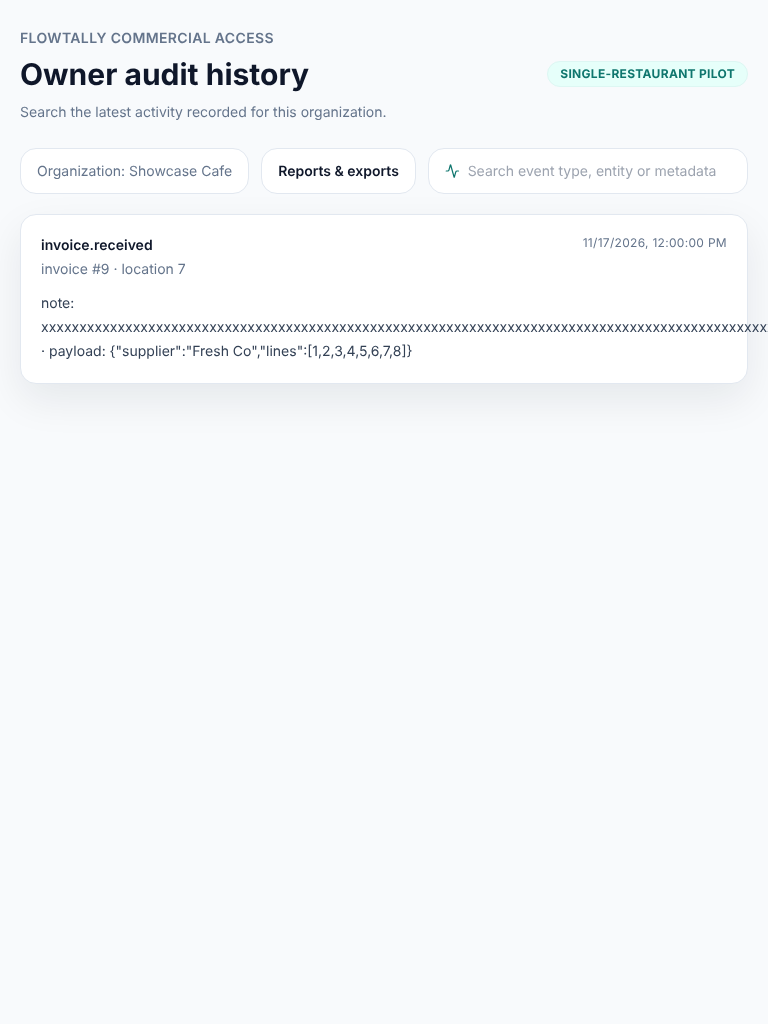 FLOWTALLY COMMERCIAL ACCESS
Owner audit history
SINGLE-RESTAURANT PILOT
Search the latest activity recorded for this organization.
Organization: Showcase Cafe
Reports & exports
Search event type, entity or metadata
invoice.received
11/17/2026, 12:00:00 PM
invoice #9 · location 7
note:
xxxxxxxxxxxxxxxxxxxxxxxxxxxxxxxxxxxxxxxxxxxxxxxxxxxxxxxxxxxxxxxxxxxxxxxxxxxxxxxxxxxxxxxxxxxxxxx
· payload: {"supplier":"Fresh Co","lines":[1,2,3,4,5,6,7,8]}